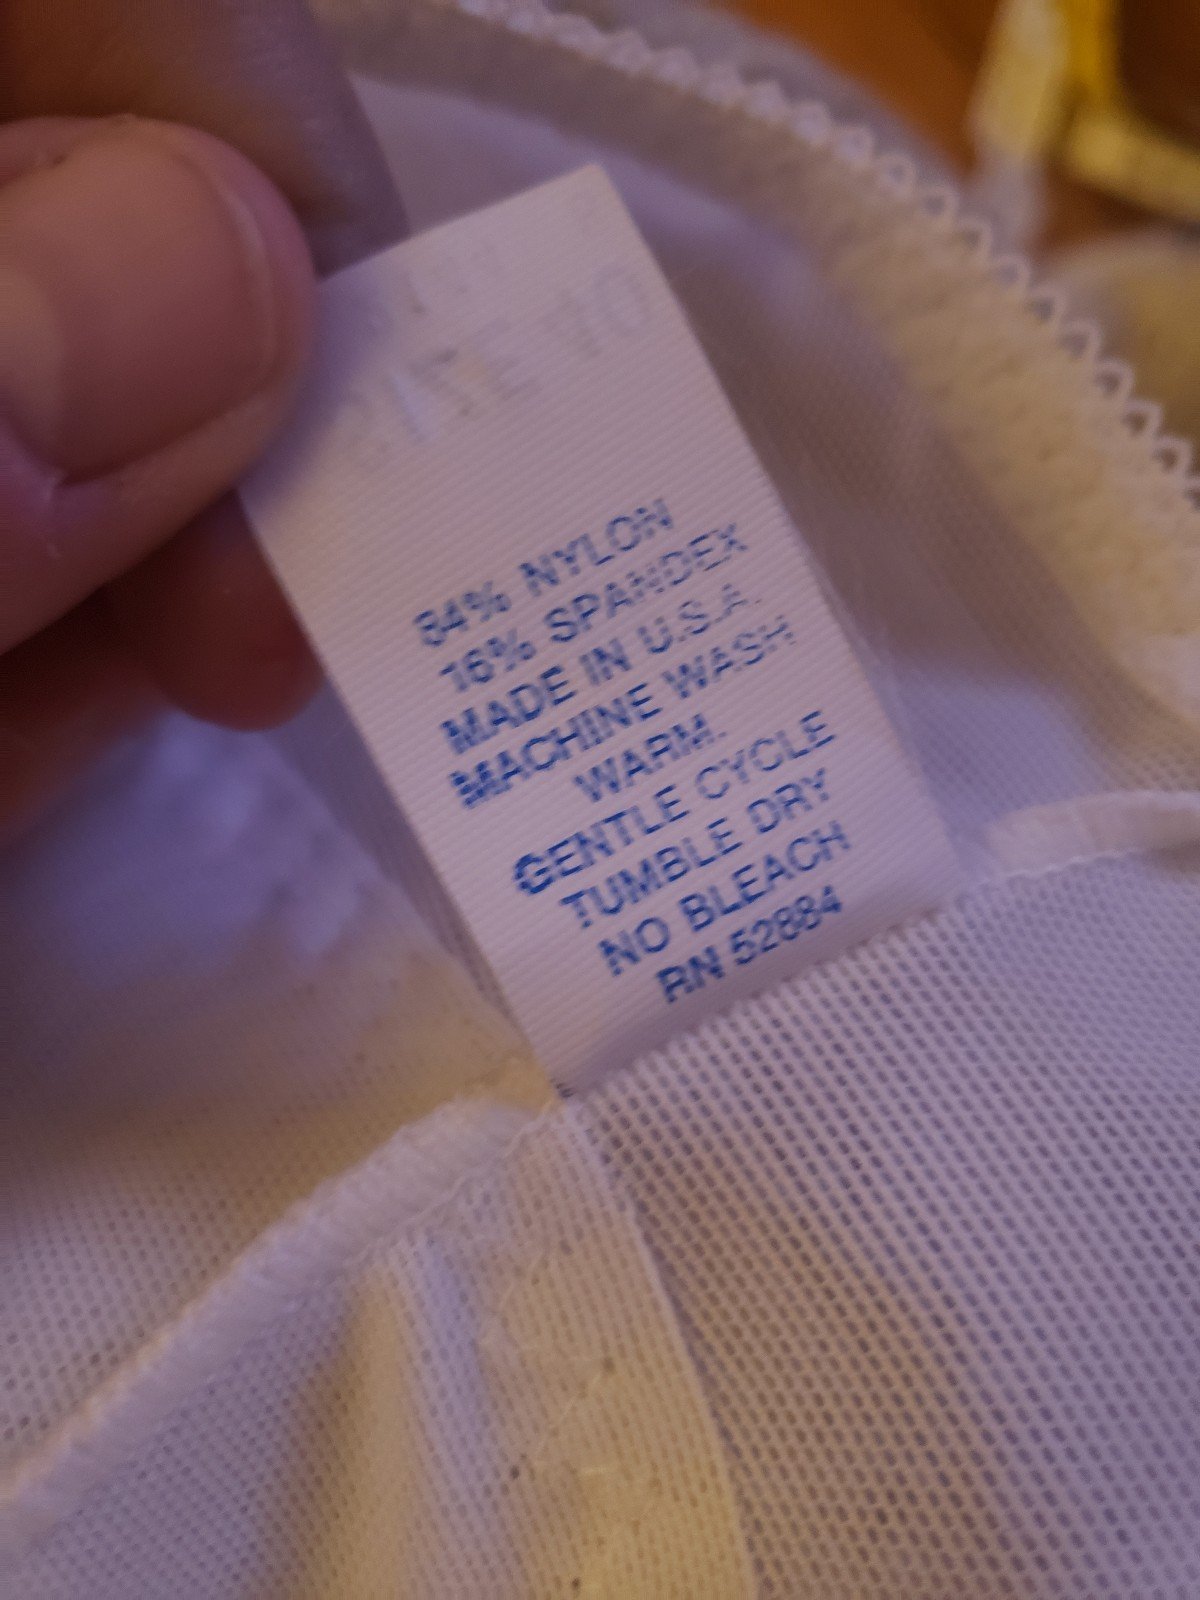 84% NYLON
16% SPANDEX
MADE IN U.S.A.
MACHINE WASH
WARM.
GENTLE CYCLE
TUMBLE DRY
NO BLEACH
RN 52884